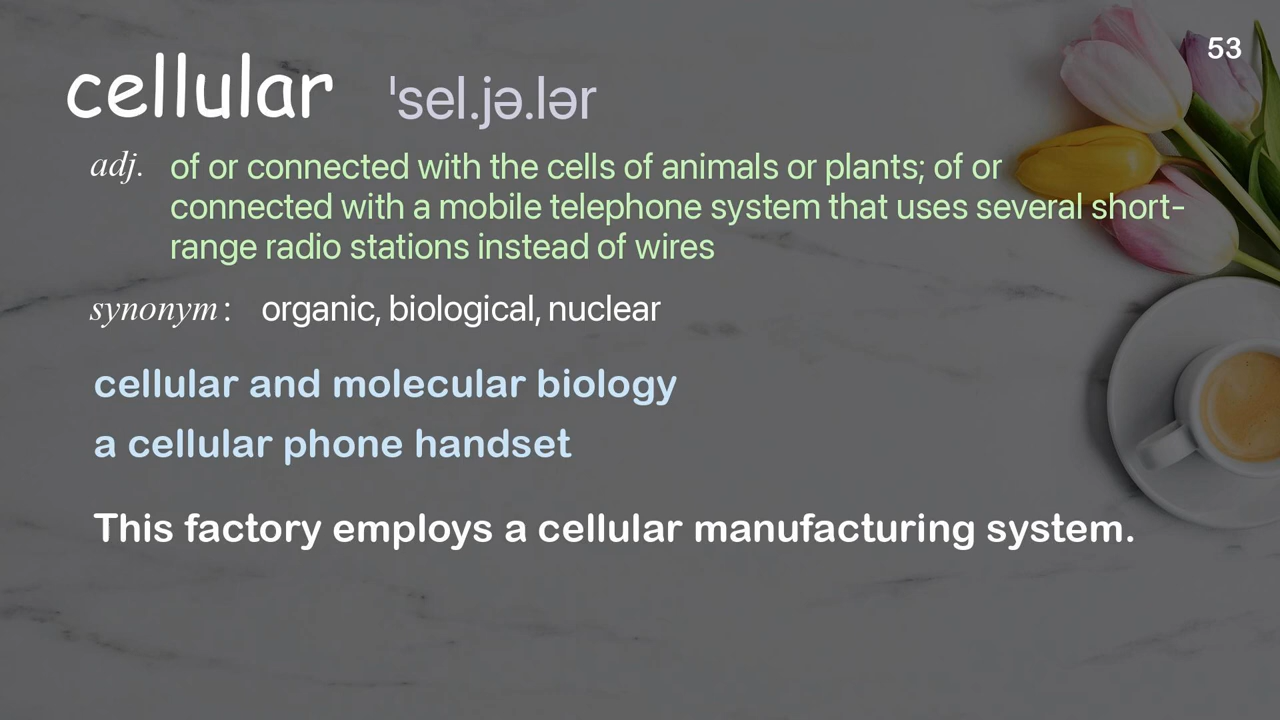 53
cellular ˈsel.jə.lər
adj. of or connected with the cells of animals or plants; of or
connected with a mobile telephone system that uses several short-
range radio stations instead of wires
synonym: organic, biological, nuclear
cellular and molecular biology
a cellular phone handset
This factory employs a cellular manufacturing system.